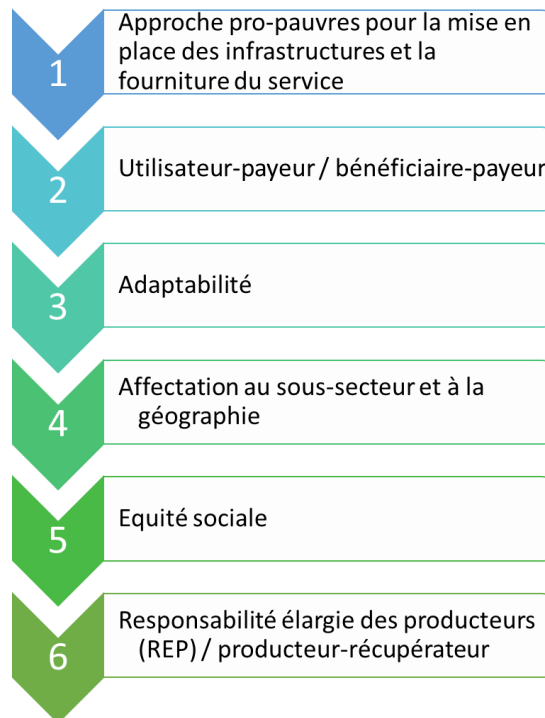 1
Approche pro-pauvres pour la mise en
place des infrastructures et la
fourniture du service
2
Utilisateur-payeur / bénéficiaire-payeur
3
Adaptabilité
4
Affectation au sous-secteur et à la
géographie
5
Equité sociale
6
Responsabilité élargie des producteurs
(REP) / producteur-récupérateur